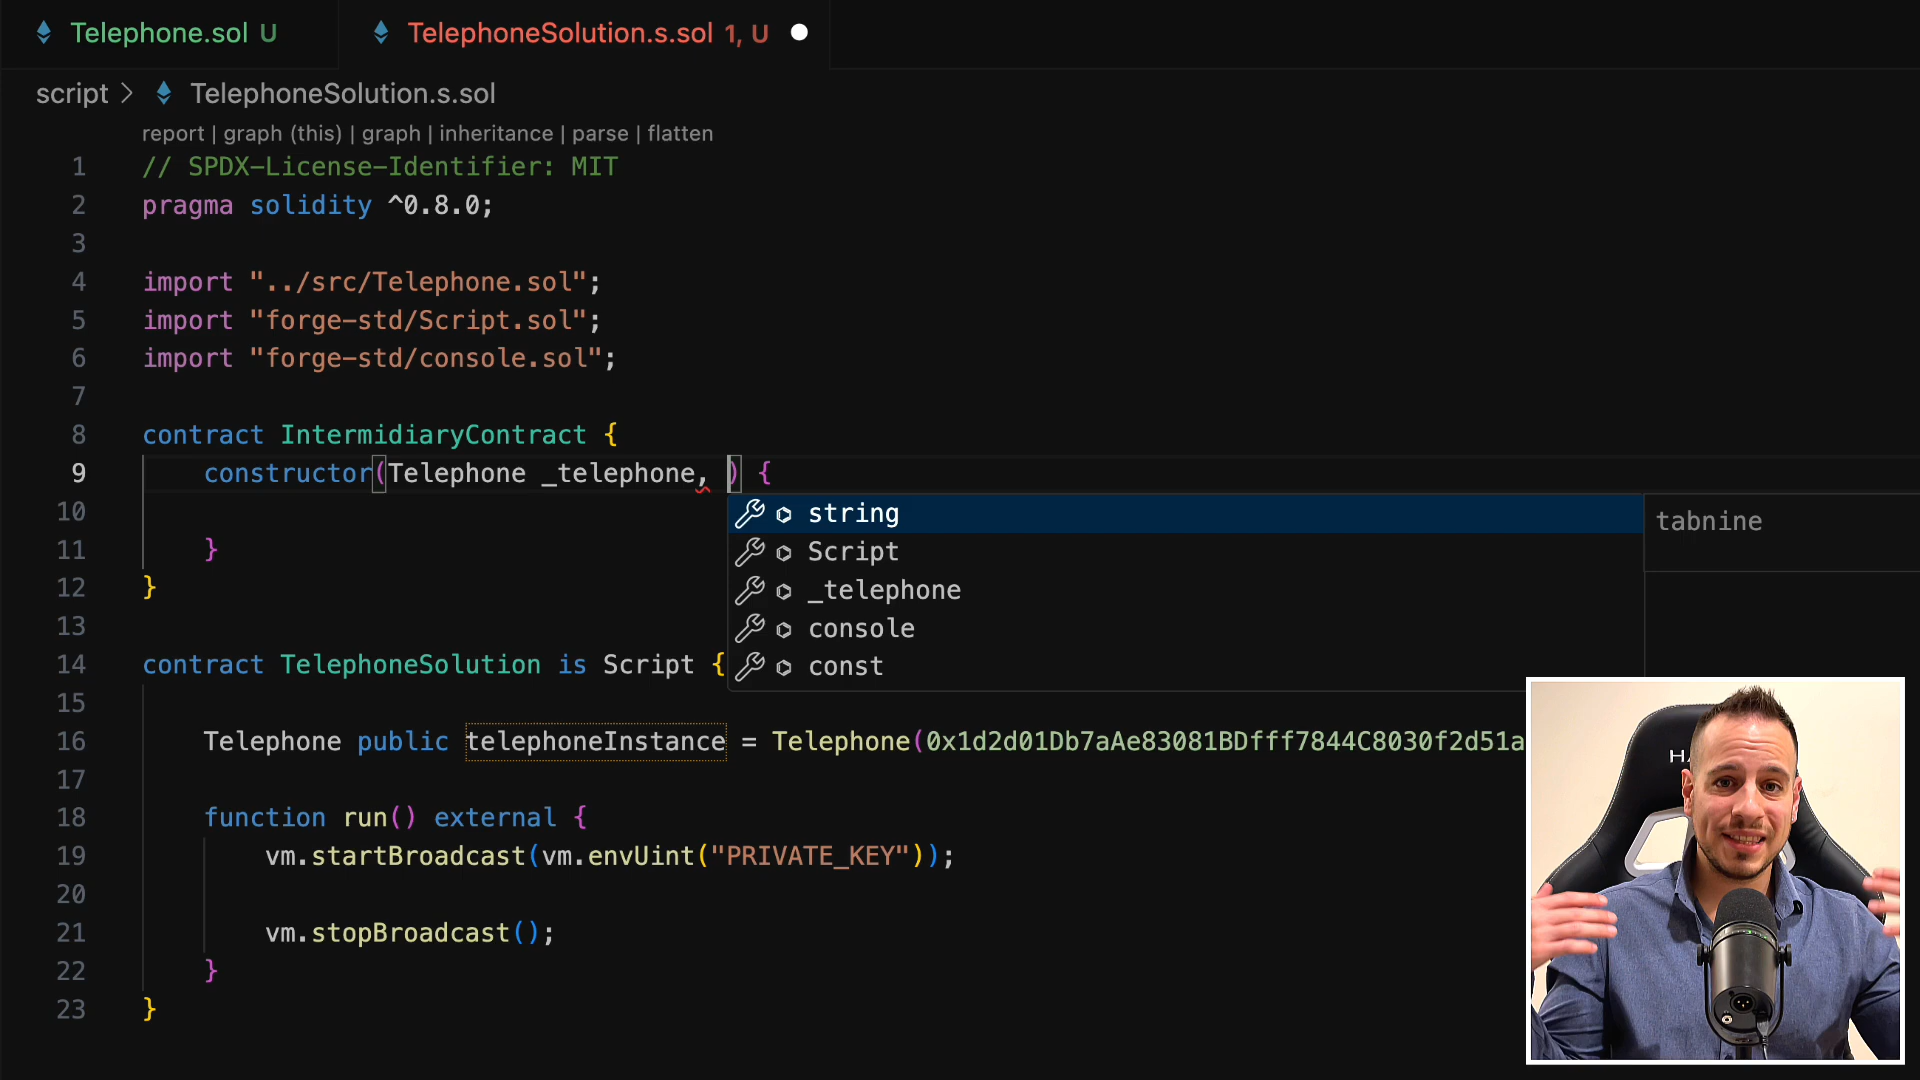 Telephone.sol U
TelephoneSolution.s.sol 1, U
script > TelephoneSolution.s.sol
report | graph (this) | graph | inheritance | parse | flatten
1 // SPDX-License-Identifier: MIT
2 pragma solidity ^0.8.0;
3
4 import "../src/Telephone.sol";
5 import "forge-std/Script.sol";
6 import "forge-std/console.sol";
7
8 contract IntermidiaryContract {
9 constructor(Telephone _telephone, ) {
10
11 }
12 }
13
14 contract TelephoneSolution is Script {
15
16 Telephone public telephoneInstance = Telephone(0x1d2d01Db7aAe83081BDfff7844C8030f2d51a
17
18 function run() external {
19 vm.startBroadcast(vm.envUint("PRIVATE_KEY"));
20
21 vm.stopBroadcast();
22 }
23 }
string
Script
_telephone
console
const
tabnine